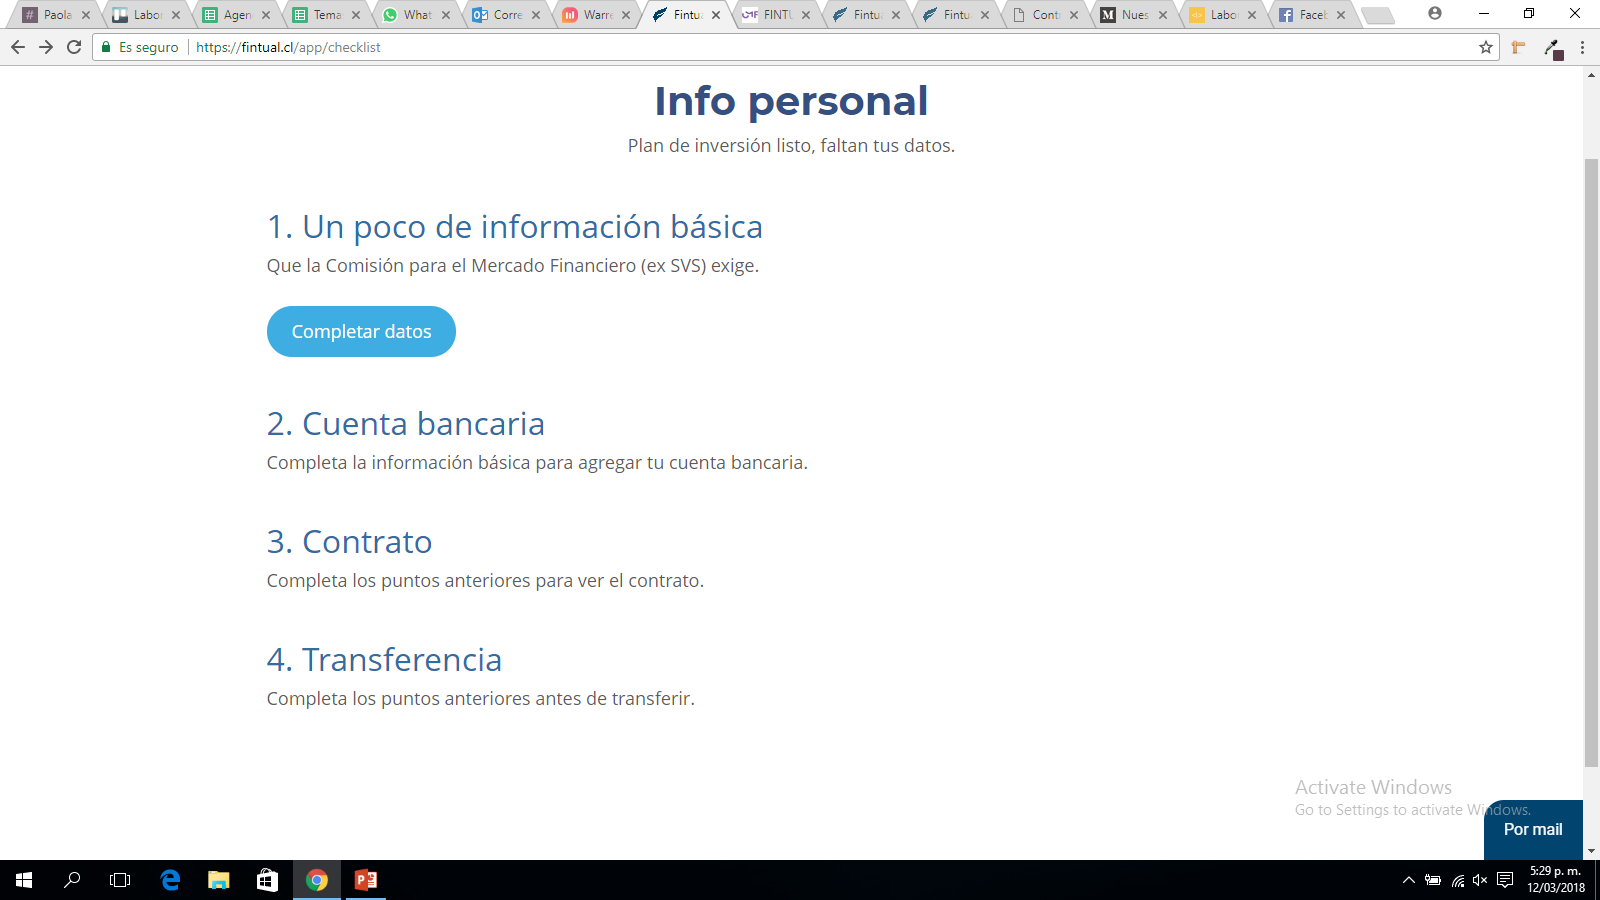 Paola
Labor
Agen
Tema
What
Corre
Warre
Fintu
FINTU
Fintu
Fintu
Contr
Nues
Labor
Faceb
Es seguro
https://fintual.cl/app/checklist
Info personal
Plan de inversión listo, faltan tus datos.
1. Un poco de información básica
Que la Comisión para el Mercado Financiero (ex SVS) exige.
Completar datos
2. Cuenta bancaria
Completa la información básica para agregar tu cuenta bancaria.
3. Contrato
Completa los puntos anteriores para ver el contrato.
4. Transferencia
Completa los puntos anteriores antes de transferir.
Activate Windows
Go to Settings to activate Windows.
Por mail
5:29 p. m.
12/03/2018